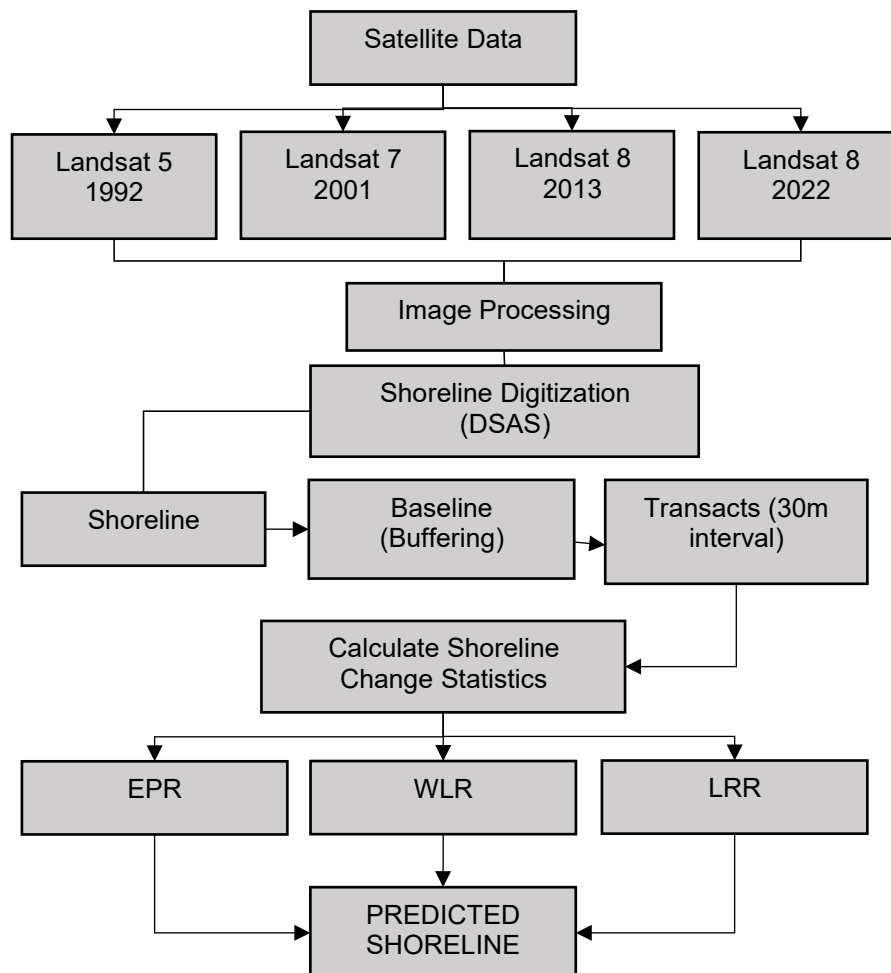 Satellite Data
Landsat 5
1992
Landsat 7
2001
Landsat 8
2013
Landsat 8
2022
Image Processing
Shoreline Digitization
(DSAS)
Shoreline
Baseline
(Buffering)
Transacts (30m
interval)
Calculate Shoreline
Change Statistics
EPR
WLR
LRR
PREDICTED
SHORELINE